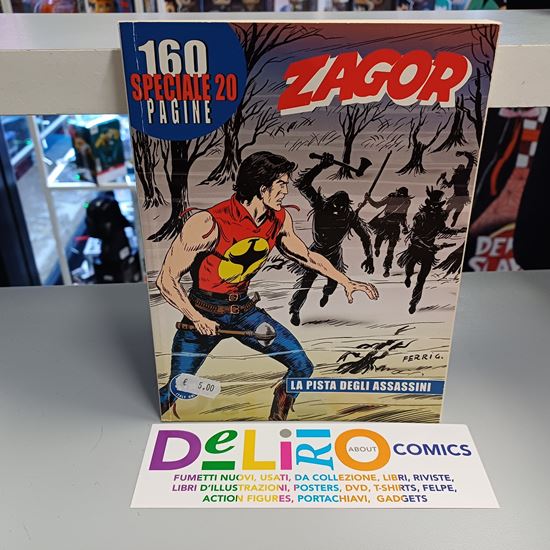 160
SPECIALE 20
PAGINE
ZAGOR
FERRI G.
LA PISTA DEGLI ASSASSINI
€ 5,00
DELIRIO ABOUT COMICS
FUMETTI NUOVI, USATI, DA COLLEZIONE, LIBRI, RIVISTE,
LIBRI D'ILLUSTRAZIONI, POSTERS, DVD, T-SHIRTS, FELPE,
ACTION FIGURES, PORTACHIAVI, GADGETS